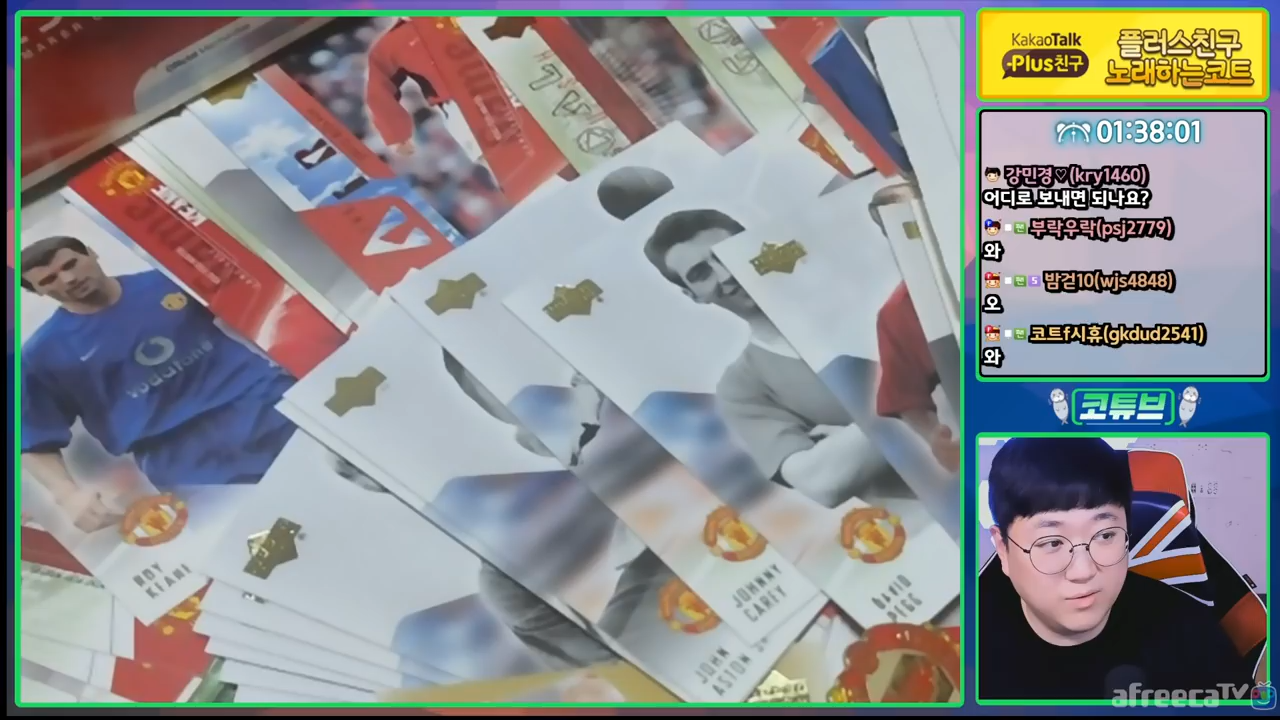 KakaoTalk
Plus친구
플러스친구
노래하는코트
01:38:01
강민경♡(kry1460)
어디로 보내면 되나요?
부락우락(psj2779)
와
밤걷10(wjs4848)
오
코트f시휴(gkdud2541)
와
코튜브
afreecaTV
KEANE
vodafone
ROY
KEANE
JOHNNY
CAREY
DAVID
PEGG
JOHN
ASTON